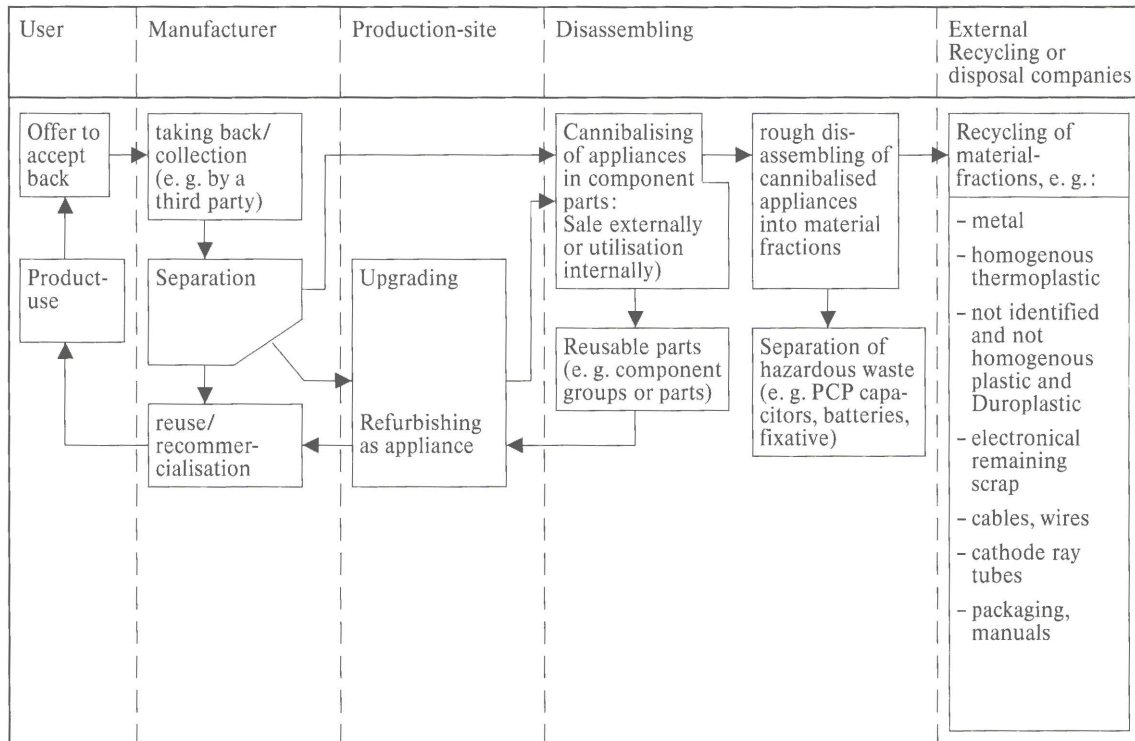 User
Manufacturer
Production-site
Disassembling
External
Recycling or
disposal companies
Offer to
accept
back
Product-
use
taking back/
collection
(e. g. by a
third party)
Separation
reuse/
recommer-
cialisation
Upgrading
Refurbishing
as appliance
Cannibalising
of appliances
in component
parts:
Sale externally
or utilisation
internally)
Reusable parts
(e. g. component
groups or parts)
rough dis-
assembling of
cannibalised
appliances
into material
fractions
Separation of
hazardous waste
(e. g. PCP capa-
citors, batteries,
fixative)
Recycling of
material-
fractions, e. g.:
– metal
– homogenous
thermoplastic
– not identified
and not
homogenous
plastic and
Duroplastic
– electronical
remaining
scrap
– cables, wires
– cathode ray
tubes
– packaging,
manuals